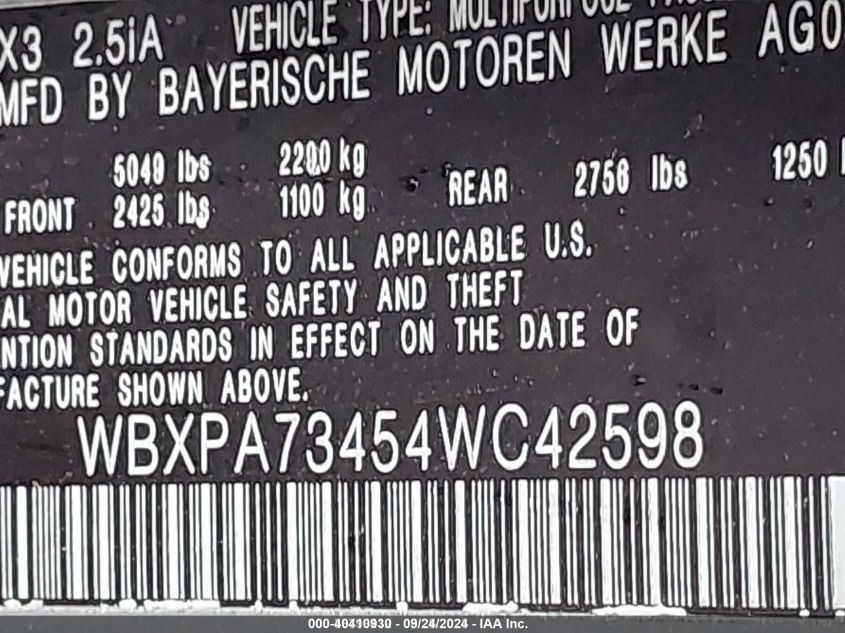 X3 2.5iA VEHICLE TYPE: MULTIPURPOSE
MFD BY BAYERISCHE MOTOREN WERKE AG
5049 lbs 2290 kg
FRONT 2425 lbs 1100 kg REAR 2756 lbs 1250
VEHICLE CONFORMS TO ALL APPLICABLE U.S.
AL MOTOR VEHICLE SAFETY AND THEFT
NTION STANDARDS IN EFFECT ON THE DATE OF
FACTURE SHOWN ABOVE.
WBXPA73454WC42598
000-40410930 - 09/24/2024 - IAA Inc.